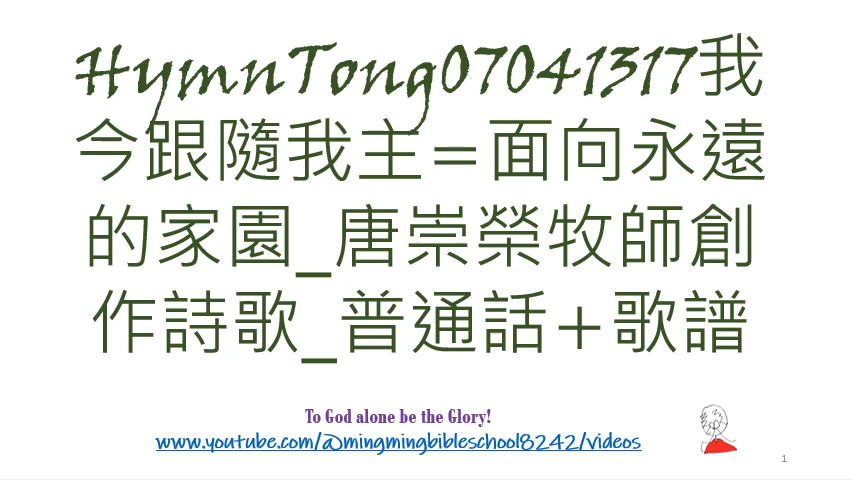 HymnTong07041317我
今跟隨我主=面向永遠
的家園_唐崇榮牧師創
作詩歌_普通話+歌譜
To God alone be the Glory!
www.youtube.com/@mingmingbibleschool8242/videos
1